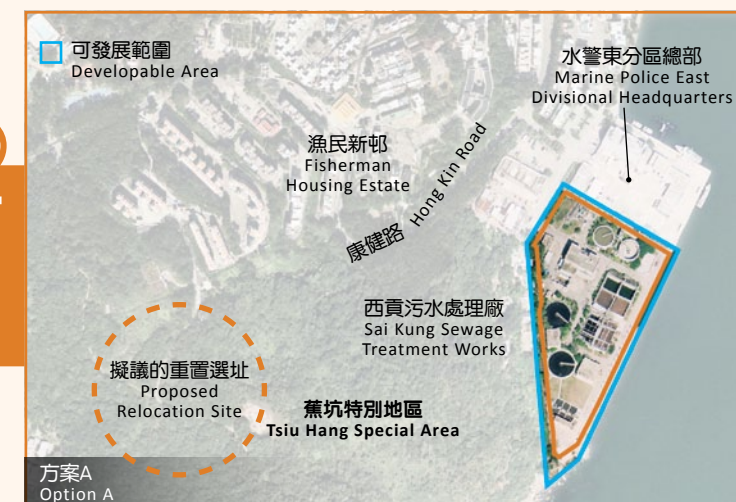 可發展範圍
Developable Area
水警東分區總部
Marine Police East
Divisional Headquarters
漁民新邨
Fisherman
Housing Estate
康健路 Hong Kin Road
西貢污水處理廠
Sai Kung Sewage
Treatment Works
擬議的重置選址
Proposed
Relocation Site
蕉坑特別地區
Tsiu Hang Special Area
方案A
Option A